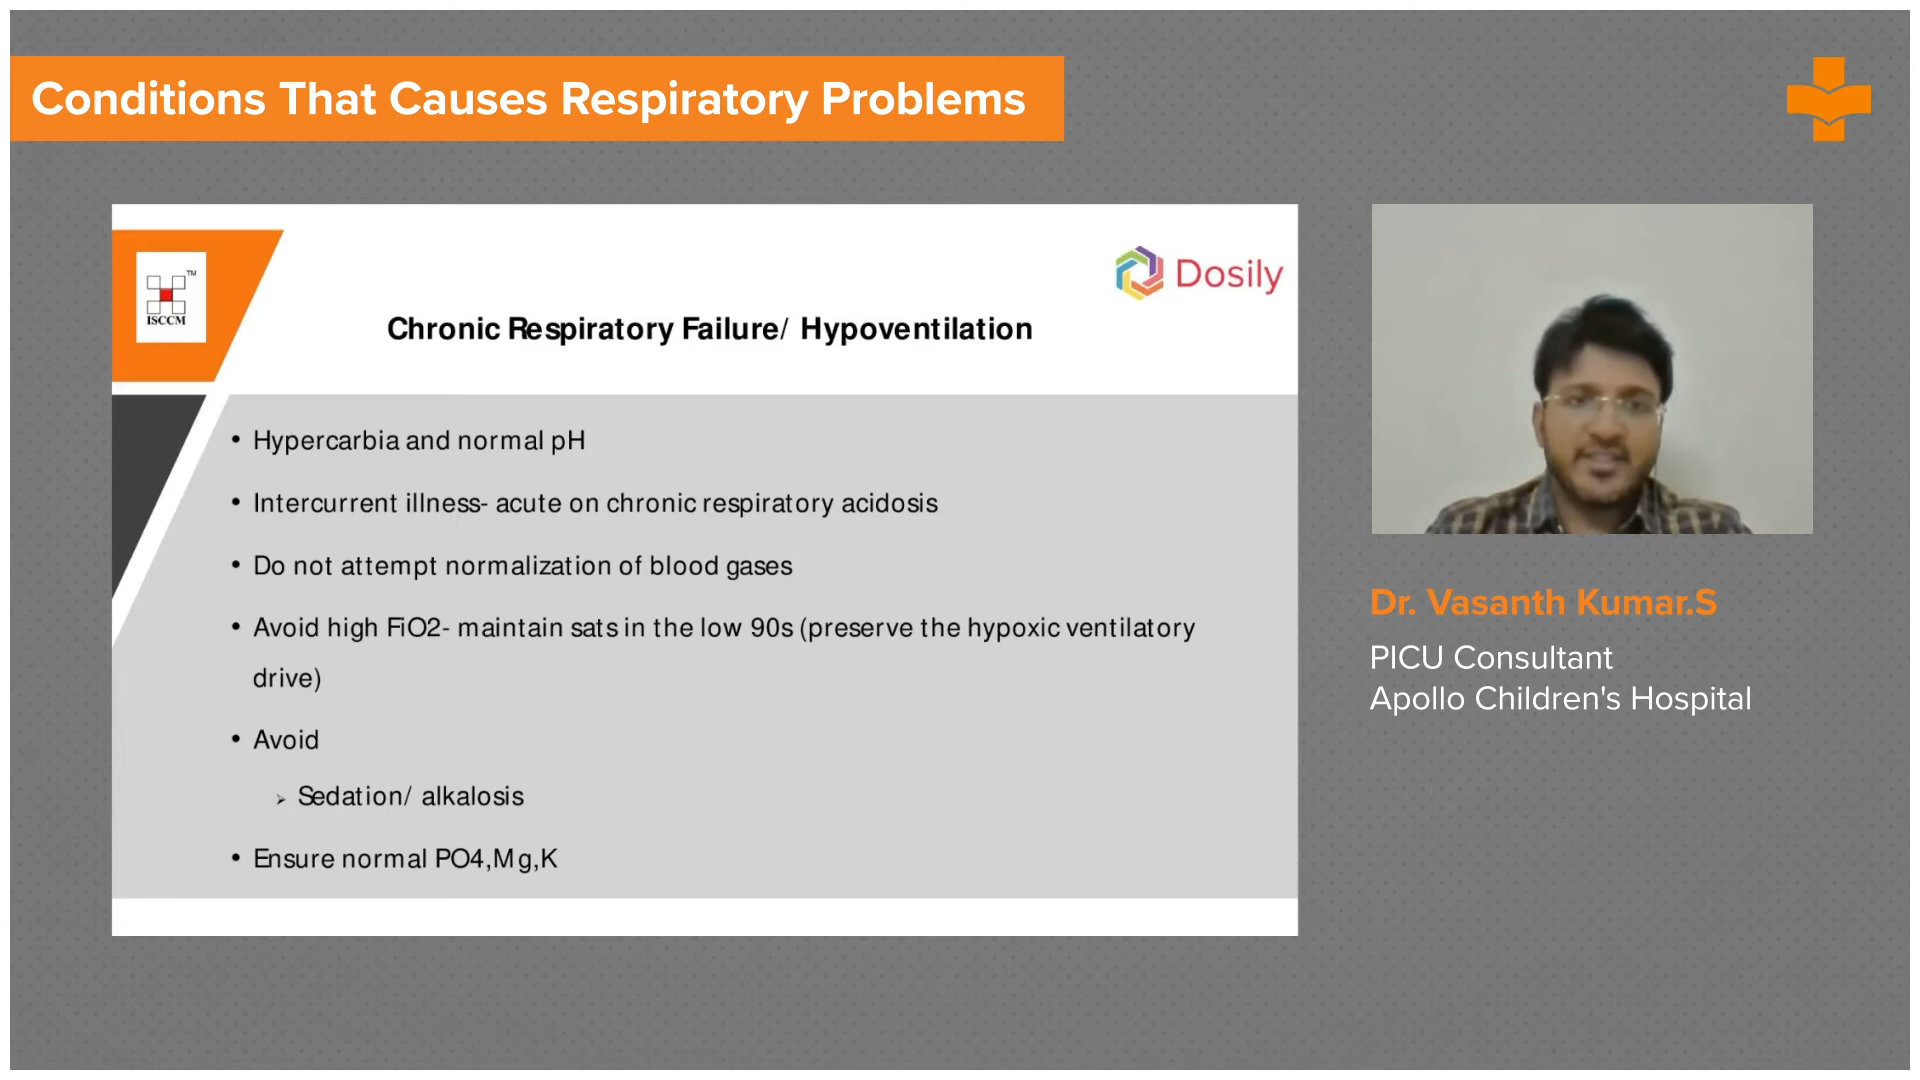 Conditions That Causes Respiratory Problems
TM
ISCCM
Dosily
Chronic Respiratory Failure/ Hypoventilation
• Hypercarbia and normal pH
• Intercurrent illness- acute on chronic respiratory acidosis
• Do not attempt normalization of blood gases
• Avoid high FiO2- maintain sats in the low 90s (preserve the hypoxic ventilatory
drive)
• Avoid
➢ Sedation/ alkalosis
• Ensure normal PO4,Mg,K
Dr. Vasanth Kumar.S
PICU Consultant
Apollo Children's Hospital